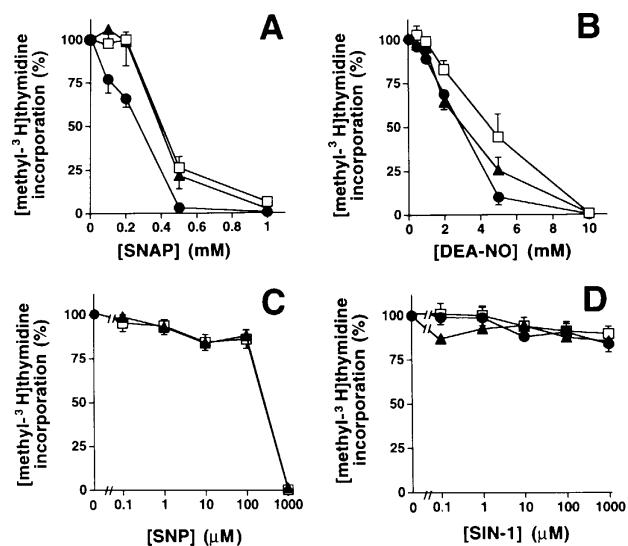 A
B
[methyl-³H]thymidine
incorporation (%)
100
75
50
25
0
0
0.2
0.4
0.6
0.8
1
[SNAP] (mM)
[methyl-³H]thymidine
incorporation (%)
100
75
50
25
0
0
2
4
6
8
10
[DEA-NO] (mM)
C
D
[methyl-³H]thymidine
incorporation (%)
100
75
50
25
0
0
0.1
1
10
100
1000
[SNP] (µM)
[methyl-³H]thymidine
incorporation (%)
100
75
50
25
0
0
0.1
1
10
100
1000
[SIN-1] (µM)